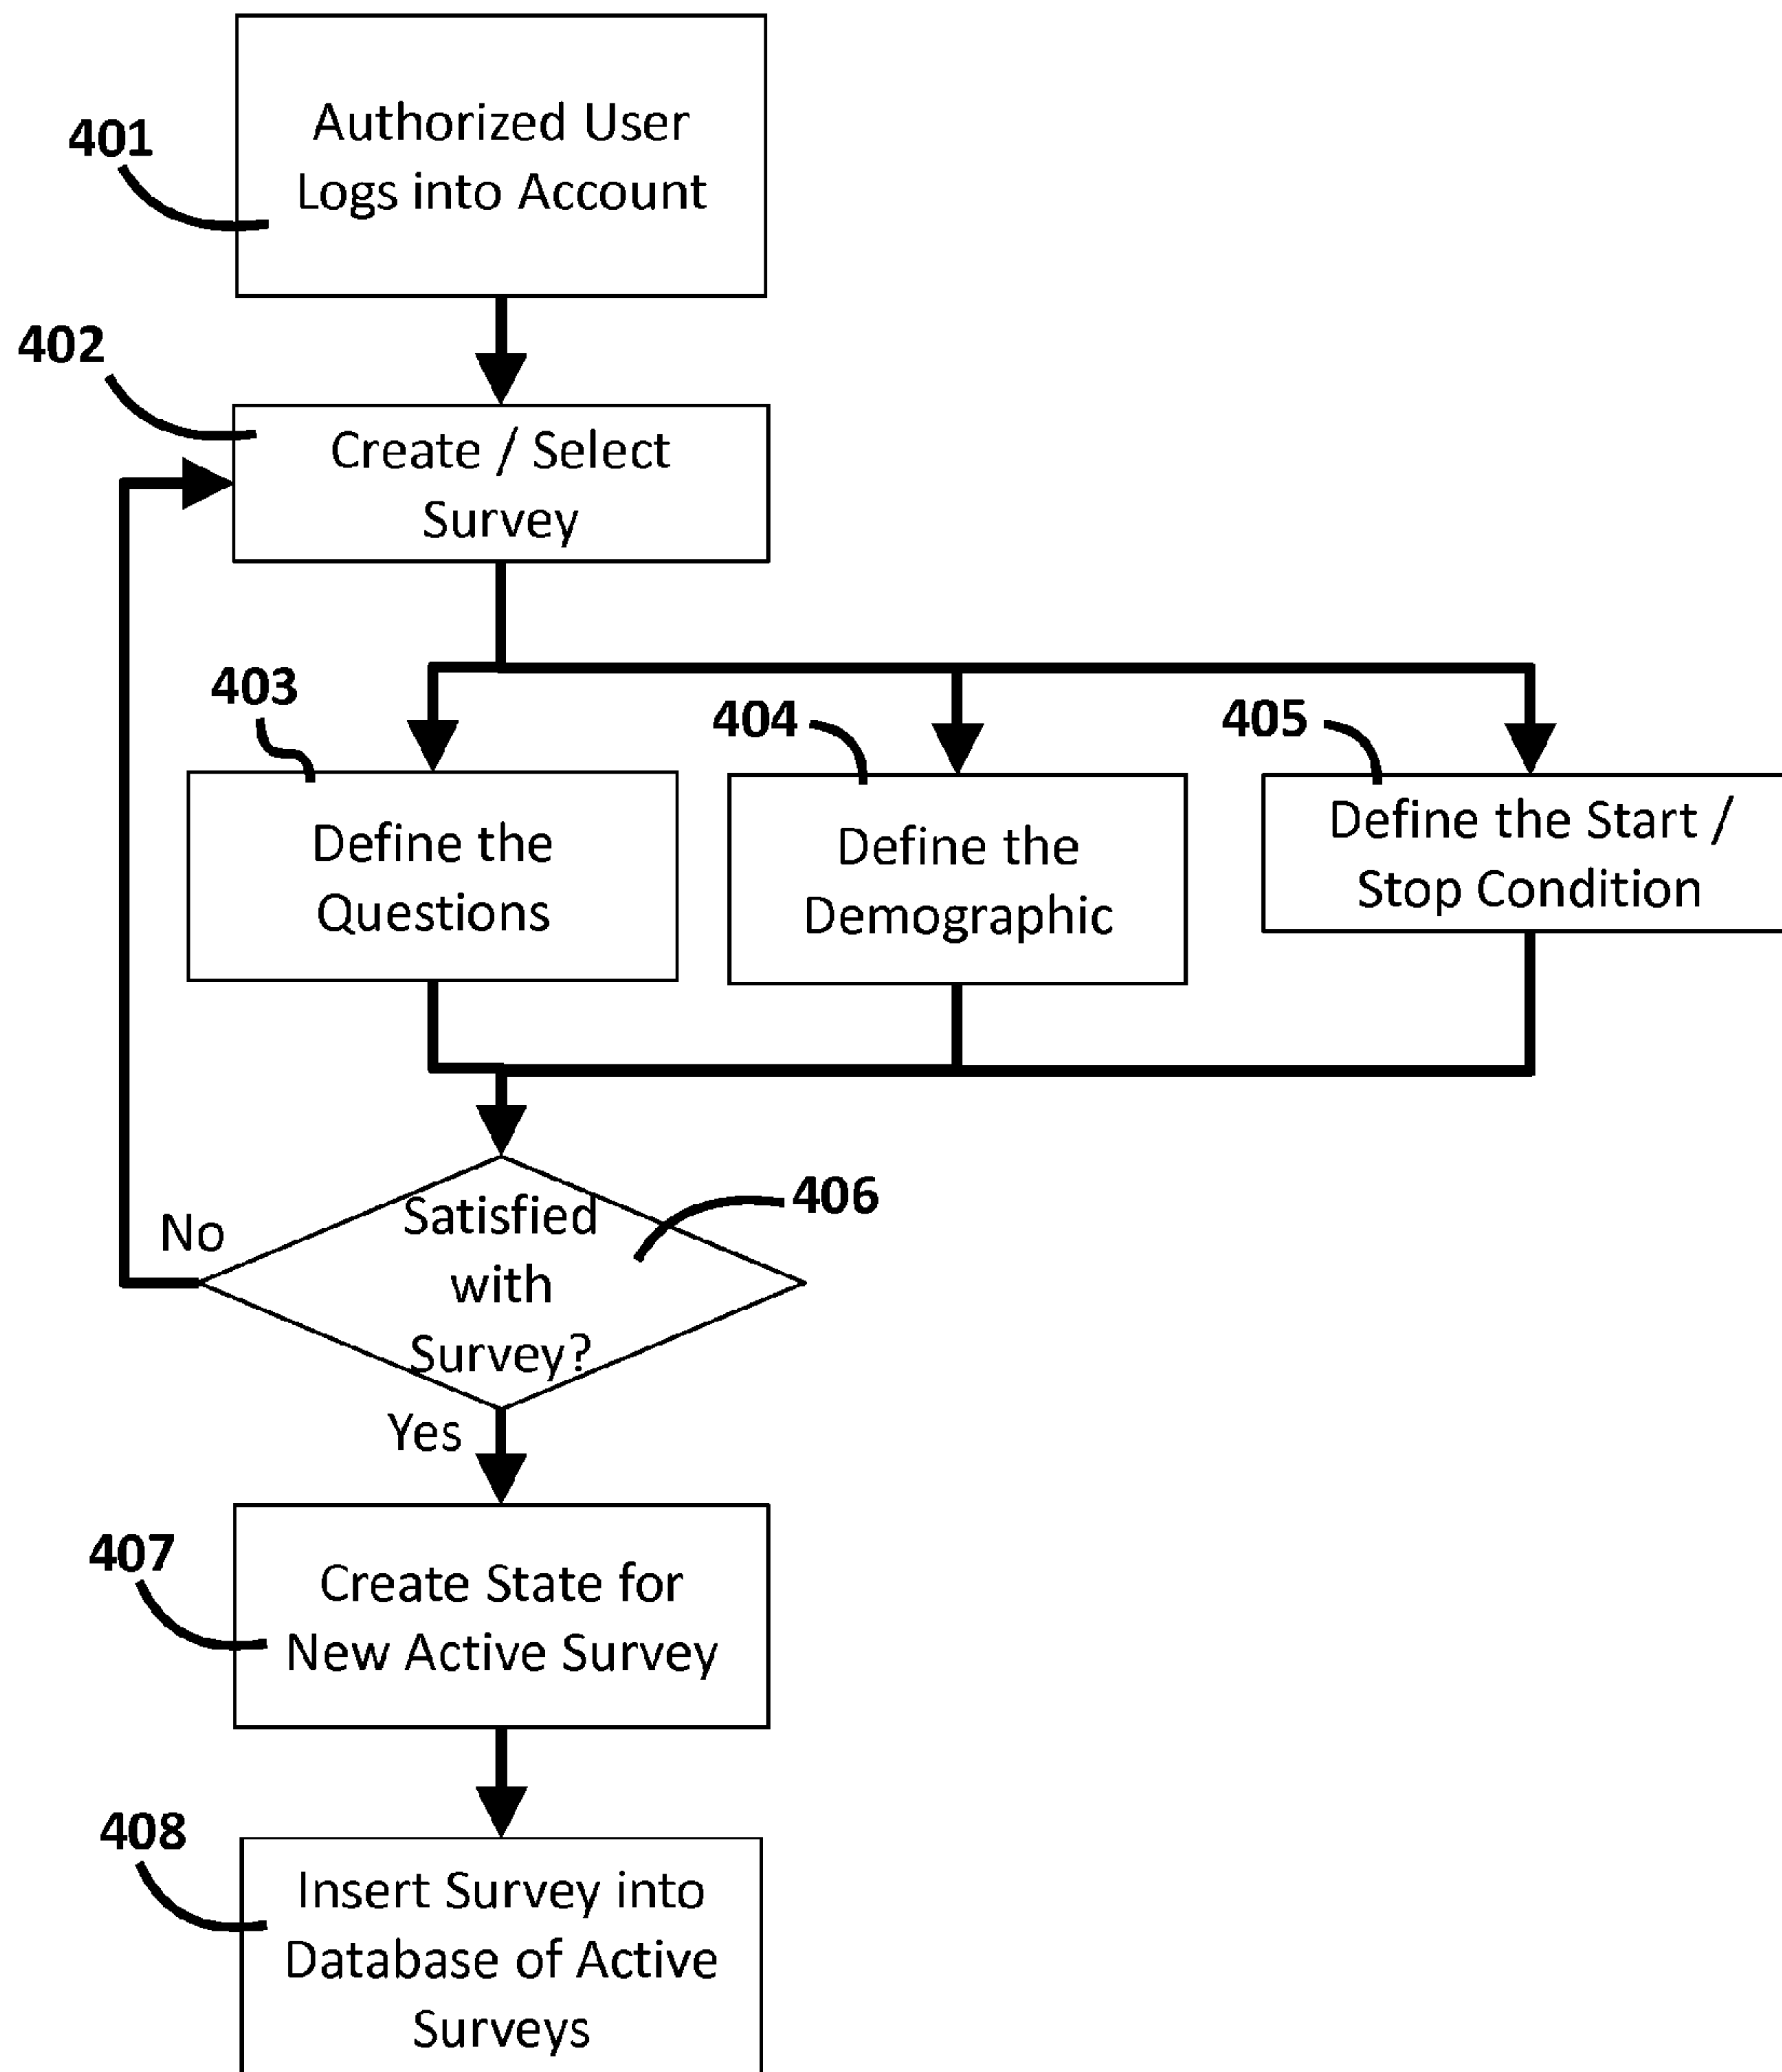 401
Authorized User
Logs into Account
402
Create / Select
Survey
403
Define the
Questions
404
Define the
Demographic
405
Define the Start /
Stop Condition
406
Satisfied
with
Survey?
No
Yes
407
Create State for
New Active Survey
408
Insert Survey into
Database of Active
Surveys